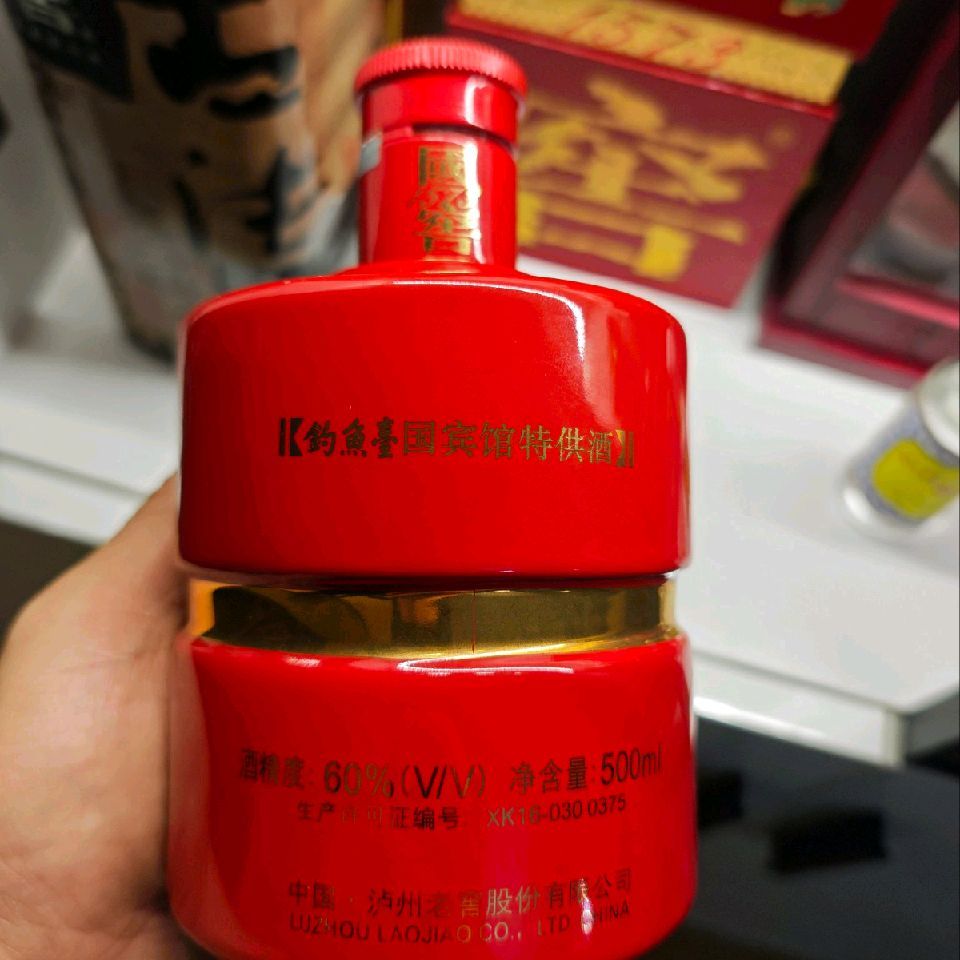 1573
窖
國
窖
【釣魚臺国宾馆特供酒】
酒精度: 60%(V/V) 净含量: 500ml
生产许可证编号: XK16-030 0375
中国·泸州老窖股份有限公司
LUZHOU LAOJIAO CO., LTD CHINA